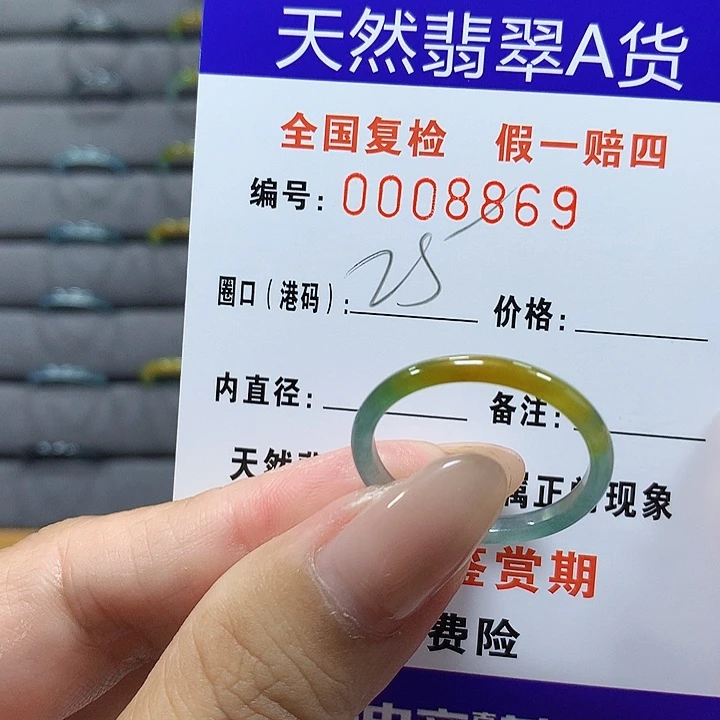 天然翡翠A货
全国复检 假一赔四
编号：0008869
圈口（港码）：25 价格：
内直径： 备注：
天然 属正 现象
鉴赏期
费险